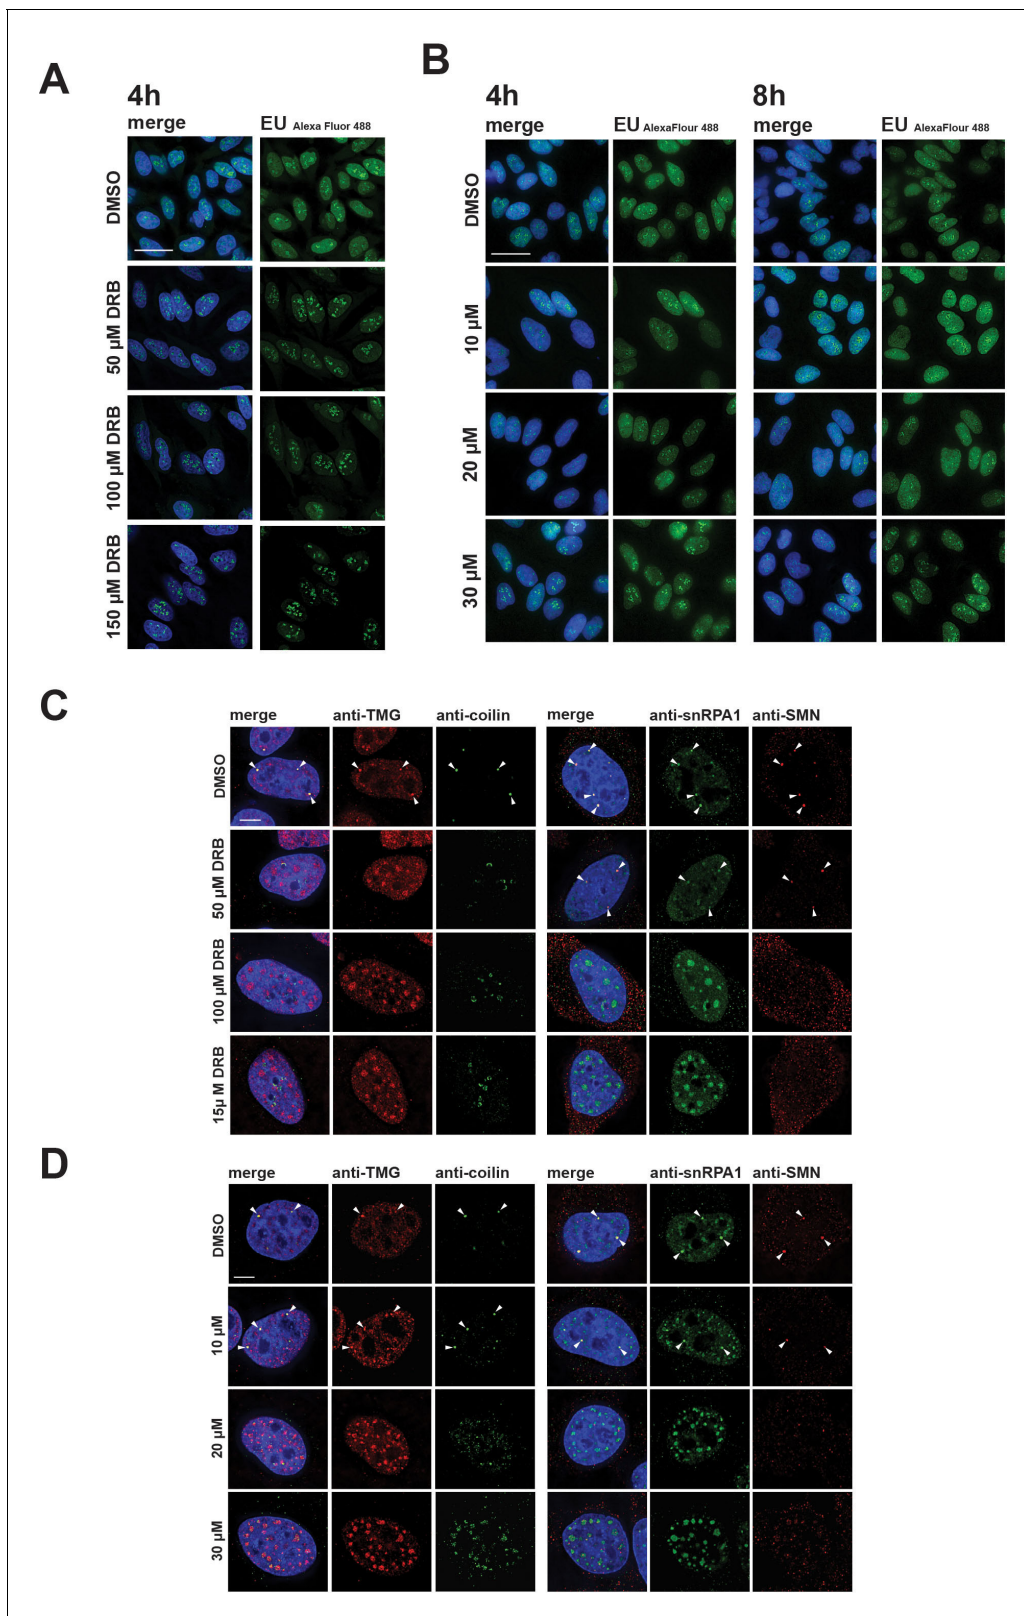 A
4h
merge
EU Alexa Fluor 488
DMSO
50 µM DRB
100 µM DRB
150 µM DRB
B
4h
8h
merge
EU AlexaFlour 488
merge
EU AlexaFlour 488
DMSO
10 µM
20 µM
30 µM
C
merge
anti-TMG
anti-coilin
merge
anti-snRPA1
anti-SMN
DMSO
50 µM DRB
100 µM DRB
15µ M DRB
D
merge
anti-TMG
anti-coilin
merge
anti-snRPA1
anti-SMN
DMSO
10 µM
20 µM
30 µM